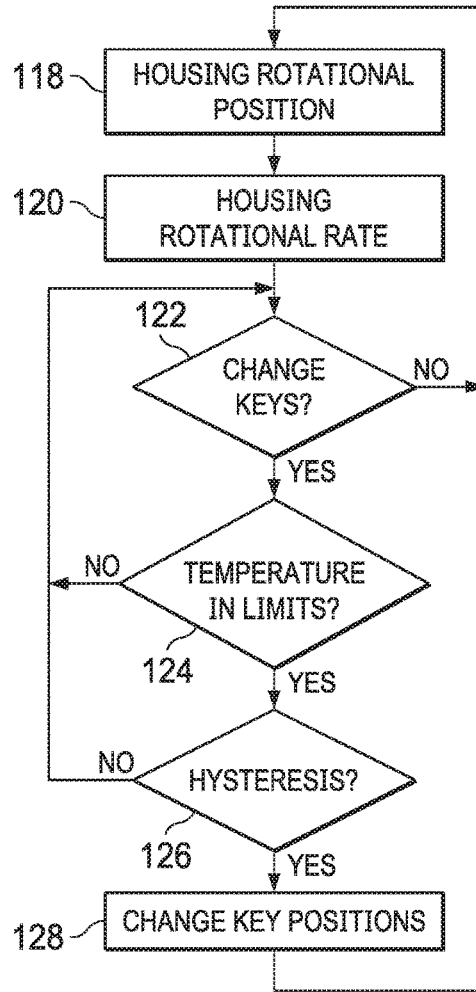 118
HOUSING ROTATIONAL
POSITION
120
HOUSING
ROTATIONAL RATE
122
CHANGE
KEYS?
NO
YES
NO
TEMPERATURE
IN LIMITS?
124
YES
NO
HYSTERESIS?
126
YES
128
CHANGE KEY POSITIONS